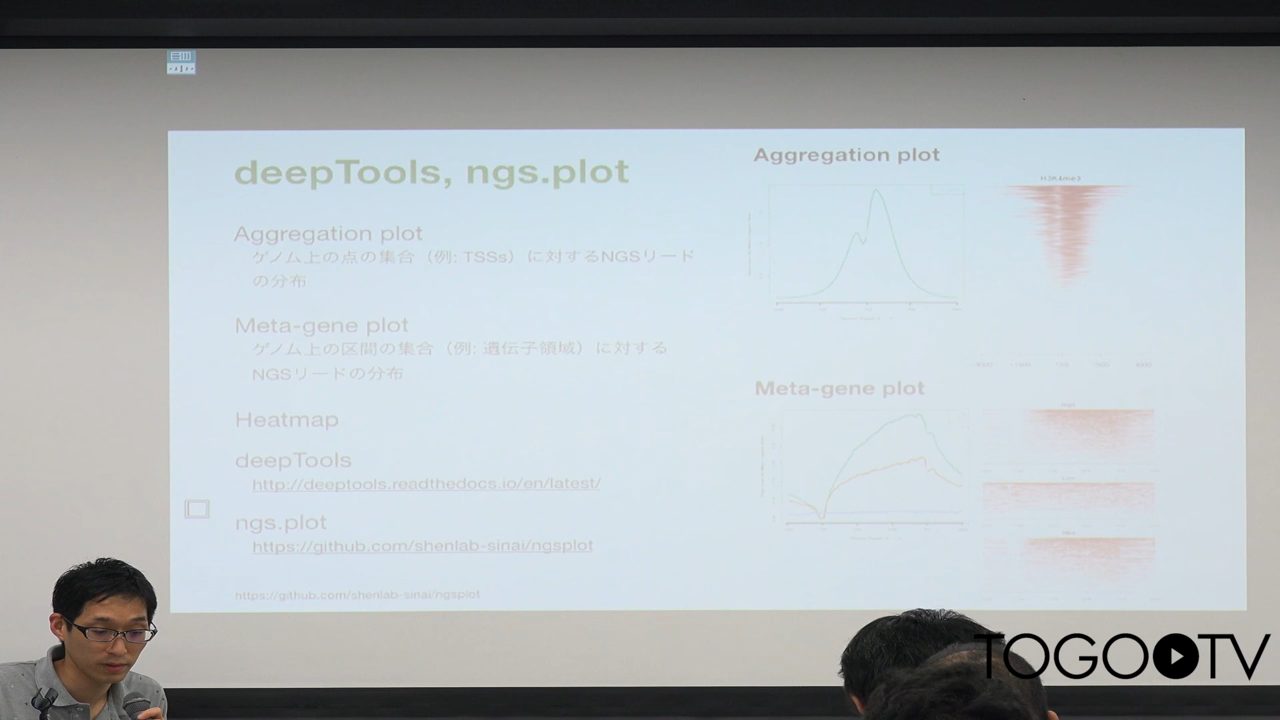 deepTools, ngs.plot
Aggregation plot
ゲノム上の点の集合（例: TSSs）に対するNGSリード
の分布
Meta-gene plot
ゲノム上の区間の集合（例: 遺伝子領域）に対する
NGSリードの分布
Heatmap
deepTools
http://deeptools.readthedocs.io/en/latest/
ngs.plot
https://github.com/shenlab-sinai/ngsplot
https://github.com/shenlab-sinai/ngsplot
Aggregation plot
H3K4me3
Meta-gene plot
TOGOTV